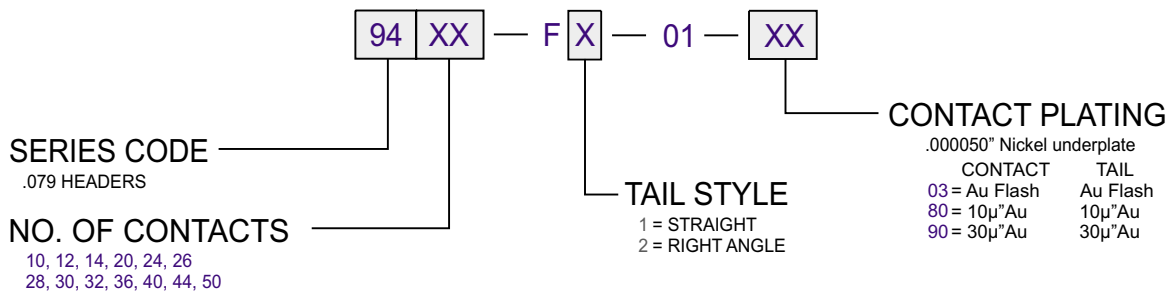 94 XX — F X — 01 — XX
SERIES CODE
.079 HEADERS
NO. OF CONTACTS
10, 12, 14, 20, 24, 26
28, 30, 32, 36, 40, 44, 50
TAIL STYLE
1 = STRAIGHT
2 = RIGHT ANGLE
CONTACT PLATING
.000050” Nickel underplate
CONTACT TAIL
03 = Au Flash Au Flash
80 = 10µ”Au 10µ”Au
90 = 30µ”Au 30µ”Au